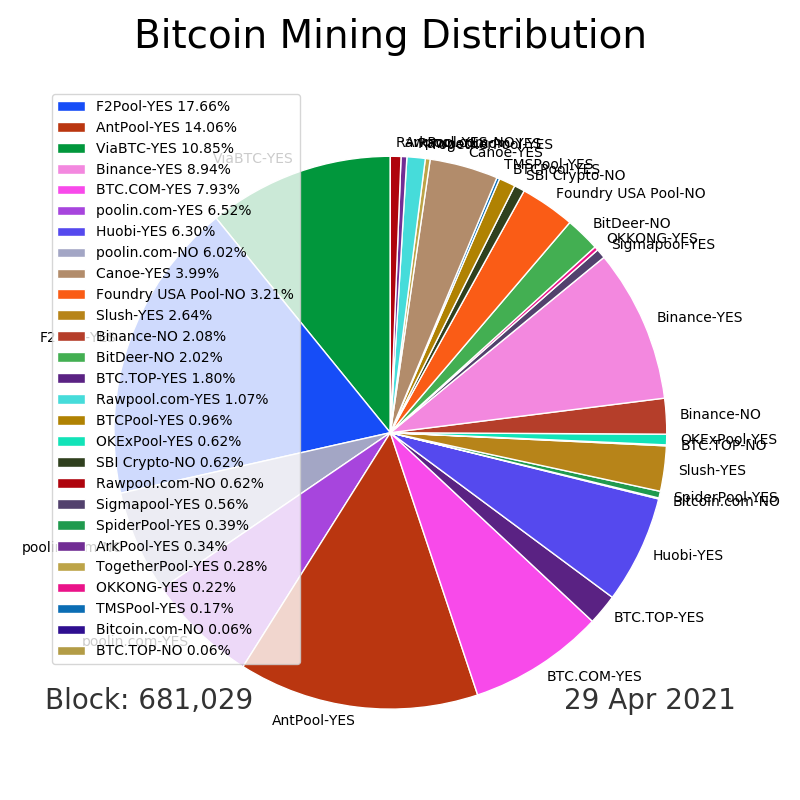 Bitcoin Mining Distribution
F2Pool-YES 17.66%
AntPool-YES 14.06%
ViaBTC-YES 10.85%
Binance-YES 8.94%
BTC.COM-YES 7.93%
poolin.com-YES 6.52%
Huobi-YES 6.30%
poolin.com-NO 6.02%
Canoe-YES 3.99%
Foundry USA Pool-NO 3.21%
Slush-YES 2.64%
Binance-NO 2.08%
BitDeer-NO 2.02%
BTC.TOP-YES 1.80%
Rawpool.com-YES 1.07%
BTCPool-YES 0.96%
OKExPool-YES 0.62%
SBI Crypto-NO 0.62%
Rawpool.com-NO 0.62%
Sigmapool-YES 0.56%
SpiderPool-YES 0.39%
ArkPool-YES 0.34%
TogetherPool-YES 0.28%
OKKONG-YES 0.22%
TMSPool-YES 0.17%
Bitcoin.com-NO 0.06%
BTC.TOP-NO 0.06%
ViaBTC-YES
poolin.com-YES
AntPool-YES
BTC.COM-YES
BTC.TOP-YES
Huobi-YES
Bitcoin.com-NO
SpiderPool-YES
Slush-YES
BTC.TOP-NO
OKExPool-YES
Binance-NO
Binance-YES
Sigmapool-YES
OKKONG-YES
BitDeer-NO
Foundry USA Pool-NO
SBI Crypto-NO
BTCPool-YES
TMSPool-YES
Canoe-YES
Block: 681,029
29 Apr 2021